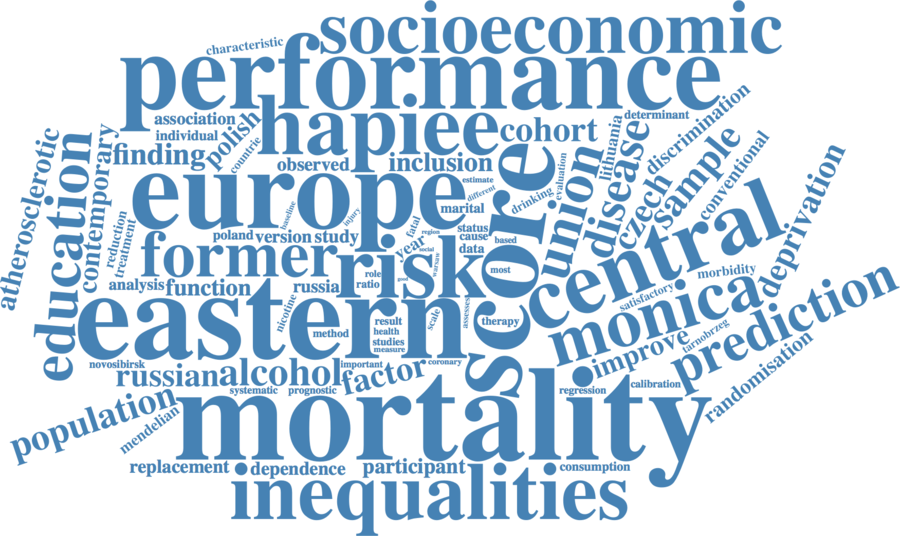 socioeconomic
characteristic
performance
determinant
association
hapiee
cohort
individual
polish
discrimination
finding
countrie
observed
inclusion
lithuania
disease
czech
sample
conventional
atherosclerotic
education
contemporary
europe
estimate
different
drinking
evaluation
union
score
marital
baseline
injury
fatal
region
status
cause
data
based
poland
version
study
year
social
reduction
treatment
former
risk
warsaw
most
central
deprivation
analysis
function
russia
role
ratio
good
morbidity
satisfactory
monica
prediction
eastern
nicotine
method
result
health
studies
measure
scale
assesses
therapy
improve
tarnobrzeg
randomisation
novosibirsk
important
coronary
russian
alcohol
factor
systematic
prognostic
regression
calibration
population
mendelian
mortality
replacement
dependence
participant
consumption
inequalities